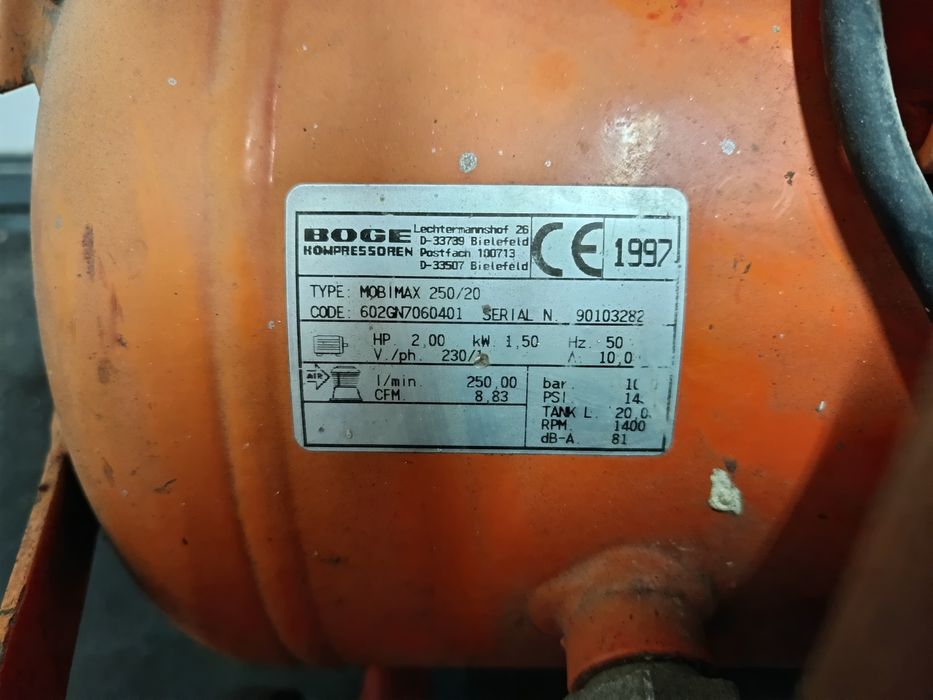 BOGE
KOMPRESSOREN
Lechtermannshof 26
D-33739 Bielefeld
Postfach 100713
D-33507 Bielefeld
CE 1997
TYPE: MOBIMAX 250/20
CODE: 602GN7060401 SERIAL N. 90103282
HP. 2,00 kW. 1,50 Hz. 50
V./ph. 230/ A. 10,0
AIR
l/min. 250,00
CFM. 8,83
bar.
PSI.
TANK L. 20,0
RPM. 1400
dB-A. 81